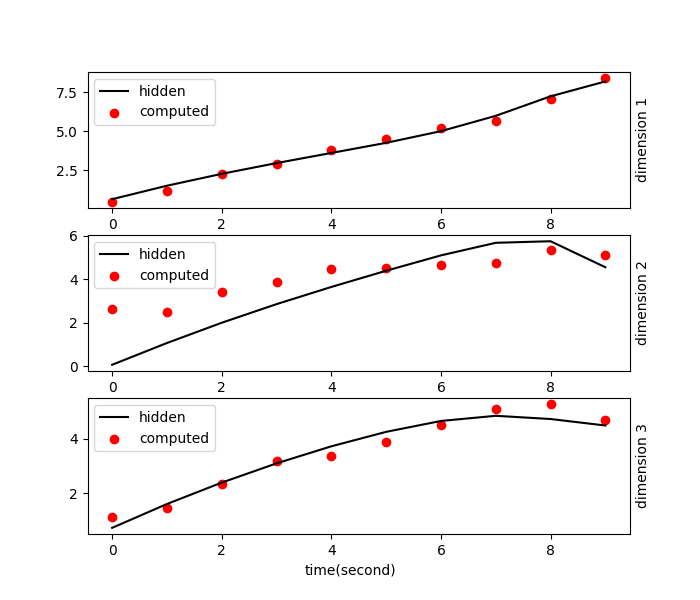 hidden
computed
7.5
5.0
2.5
0 2 4 6 8
dimension 1
hidden
computed
6
4
2
0
0 2 4 6 8
dimension 2
hidden
computed
4
2
0 2 4 6 8
dimension 3
time(second)